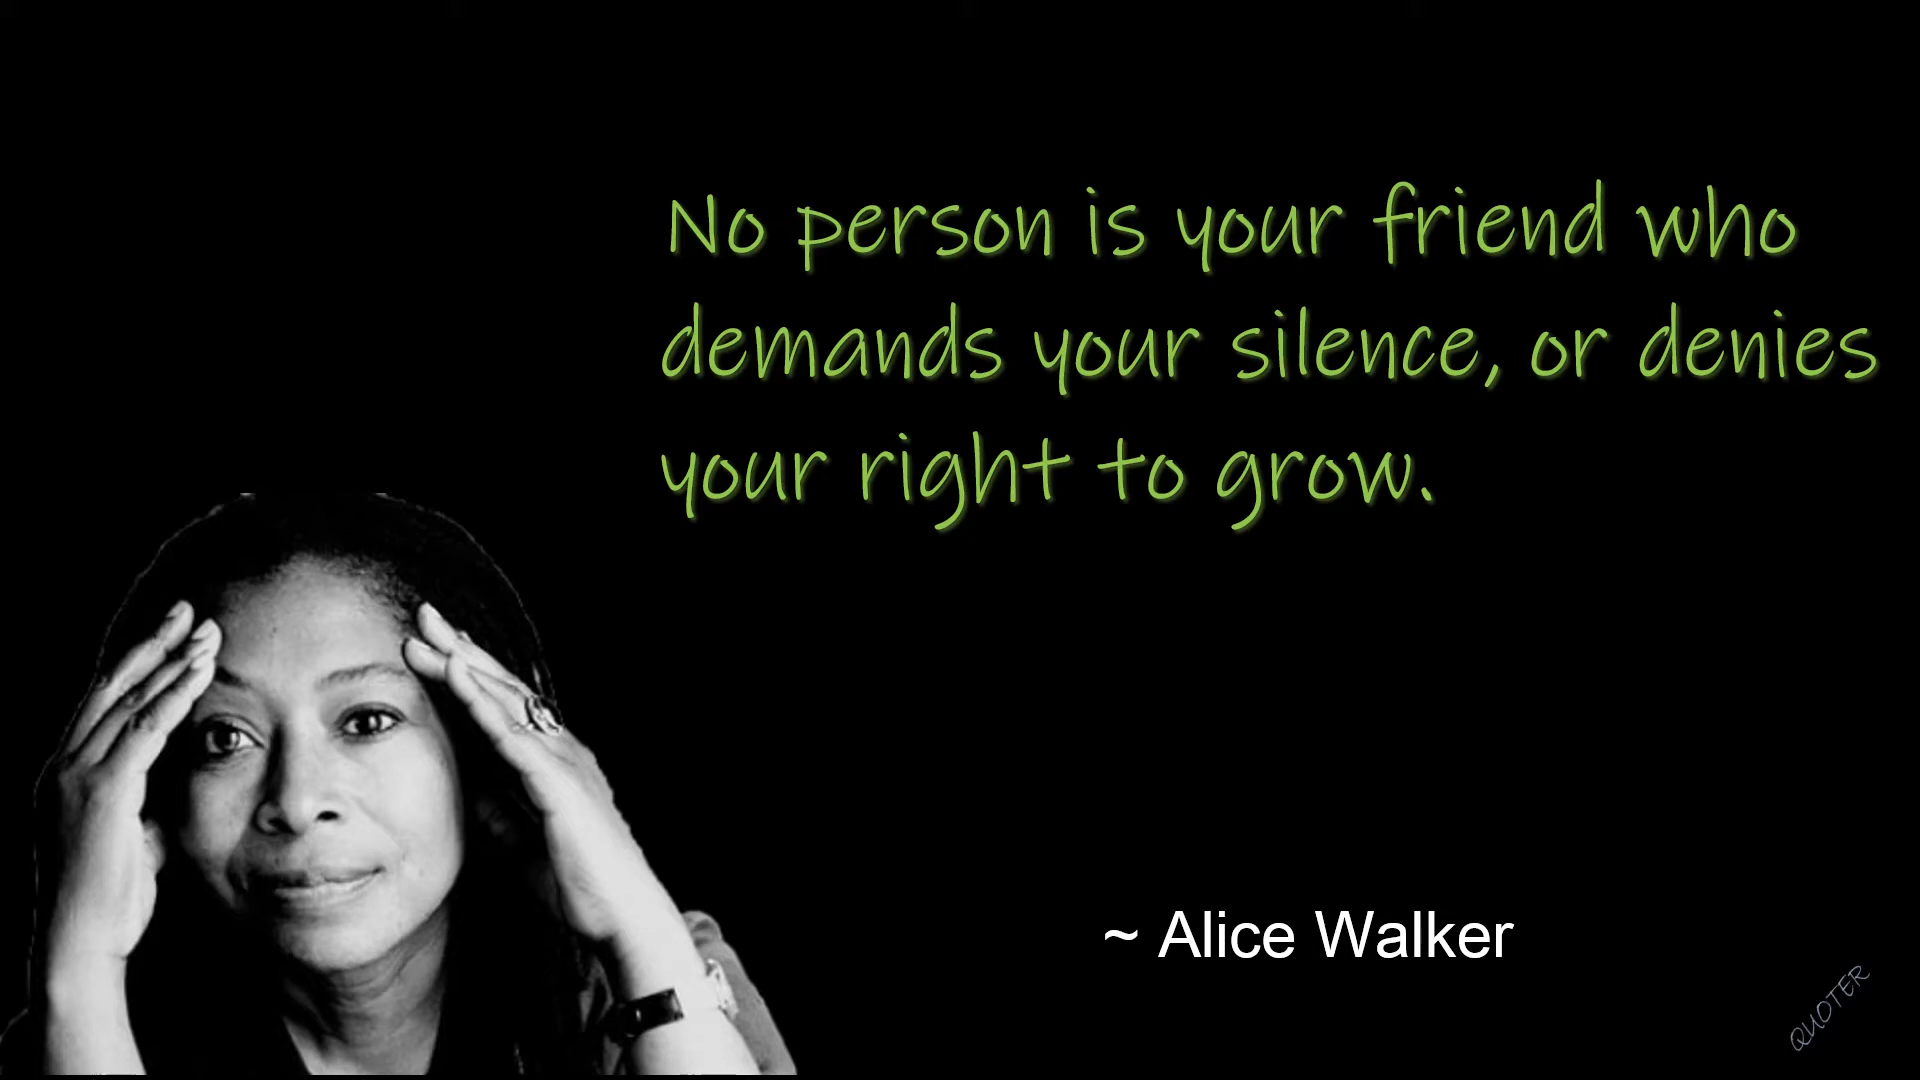 No person is your friend who
demands your silence, or denies
your right to grow.
~ Alice Walker
QUOTER